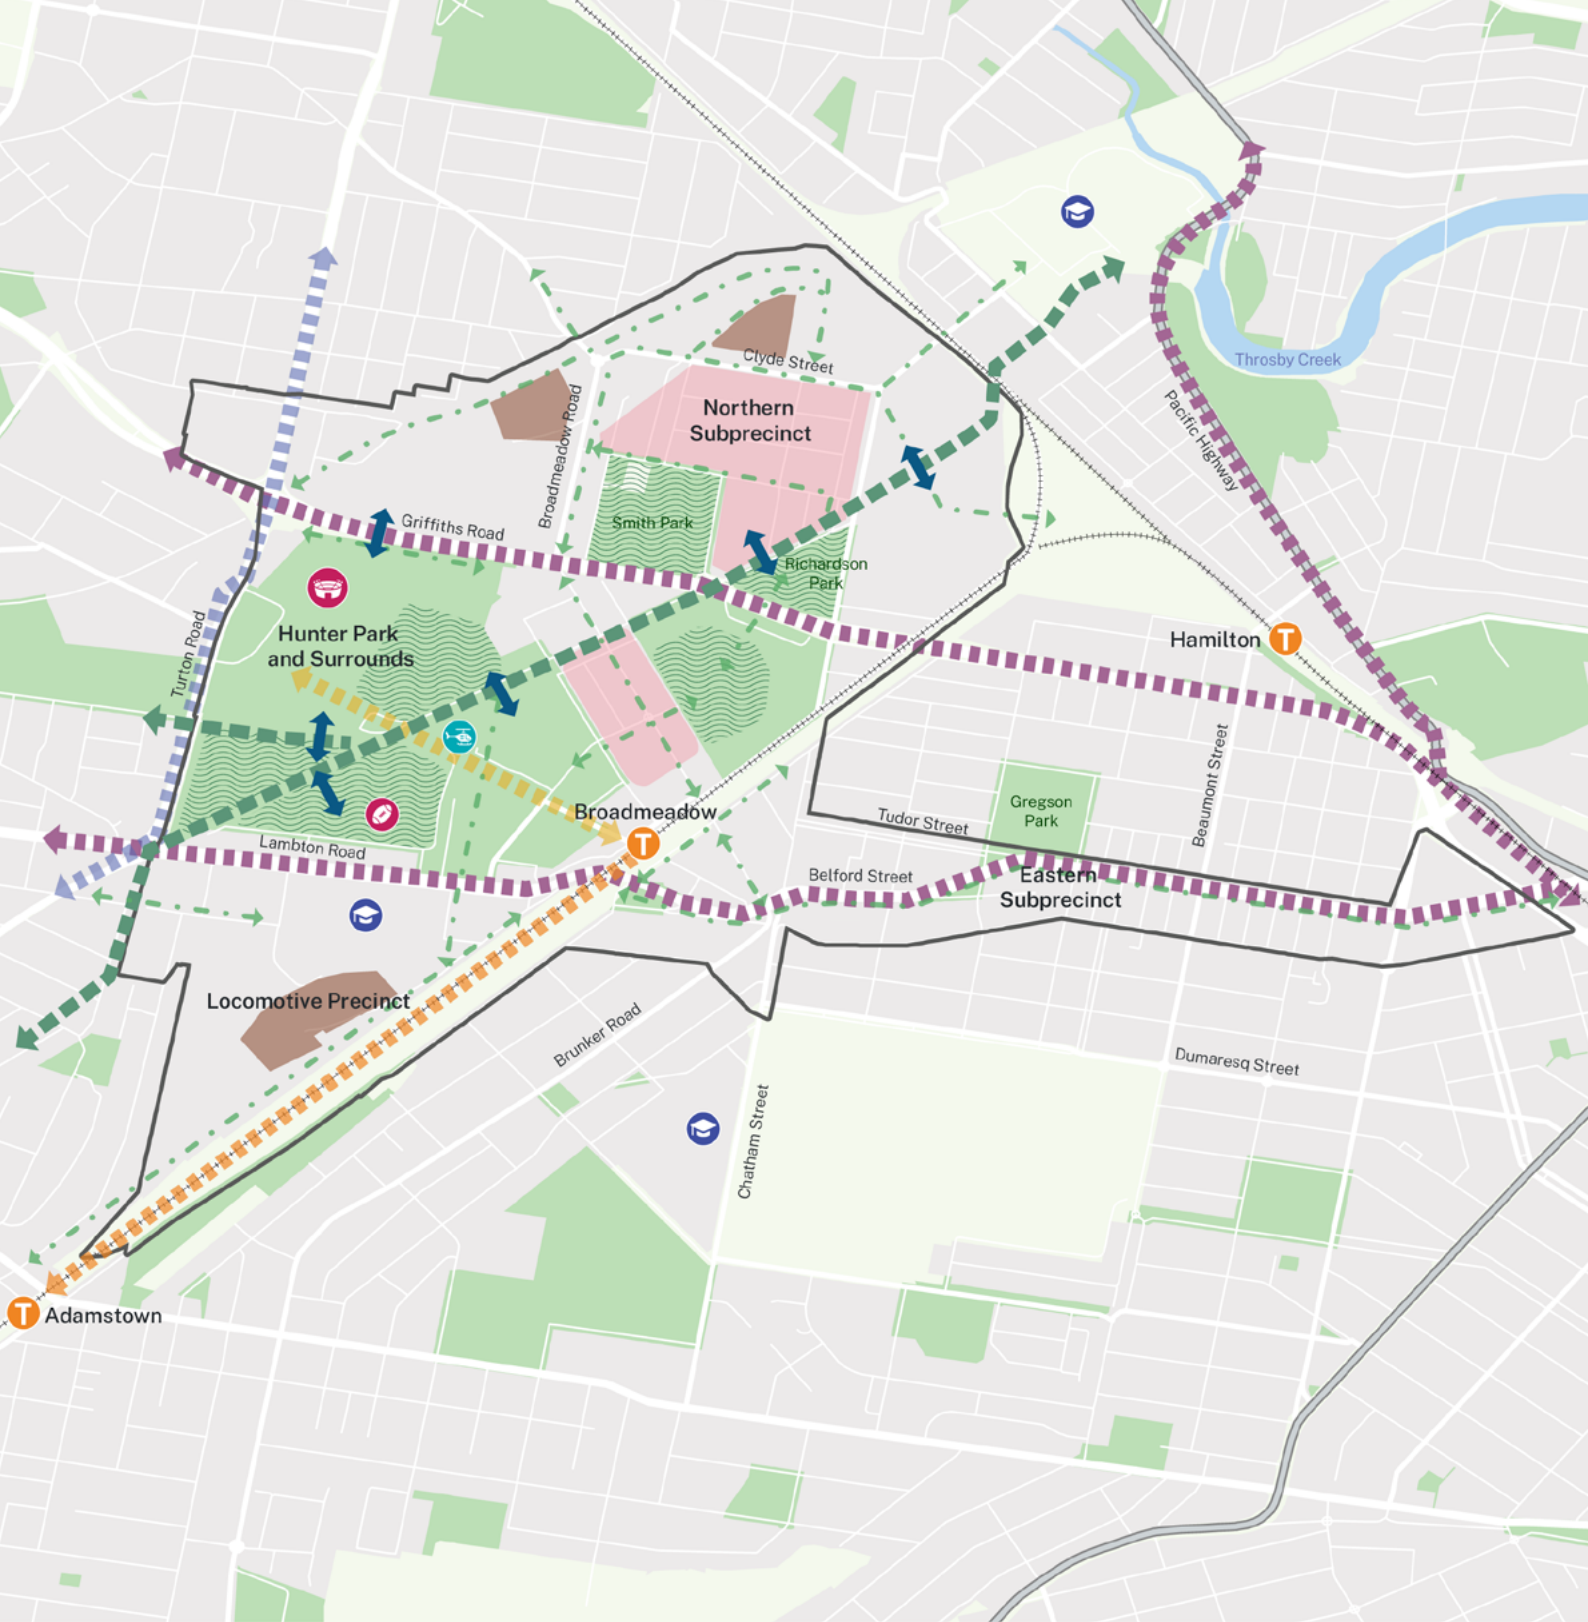 Throsby Creek
Clyde Street
Northern
Subprecinct
Broadmeadow Road
Pacific Highway
Smith Park
Griffiths Road
Richardson
Park
Hunter Park
and Surrounds
Turton Road
Hamilton
T
Beaumont Street
Broadmeadow
T
Gregson
Park
Tudor Street
Lambton Road
Belford Street
Eastern
Subprecinct
Locomotive Precinct
Brunker Road
Dumaresq Street
Chatham Street
T
Adamstown